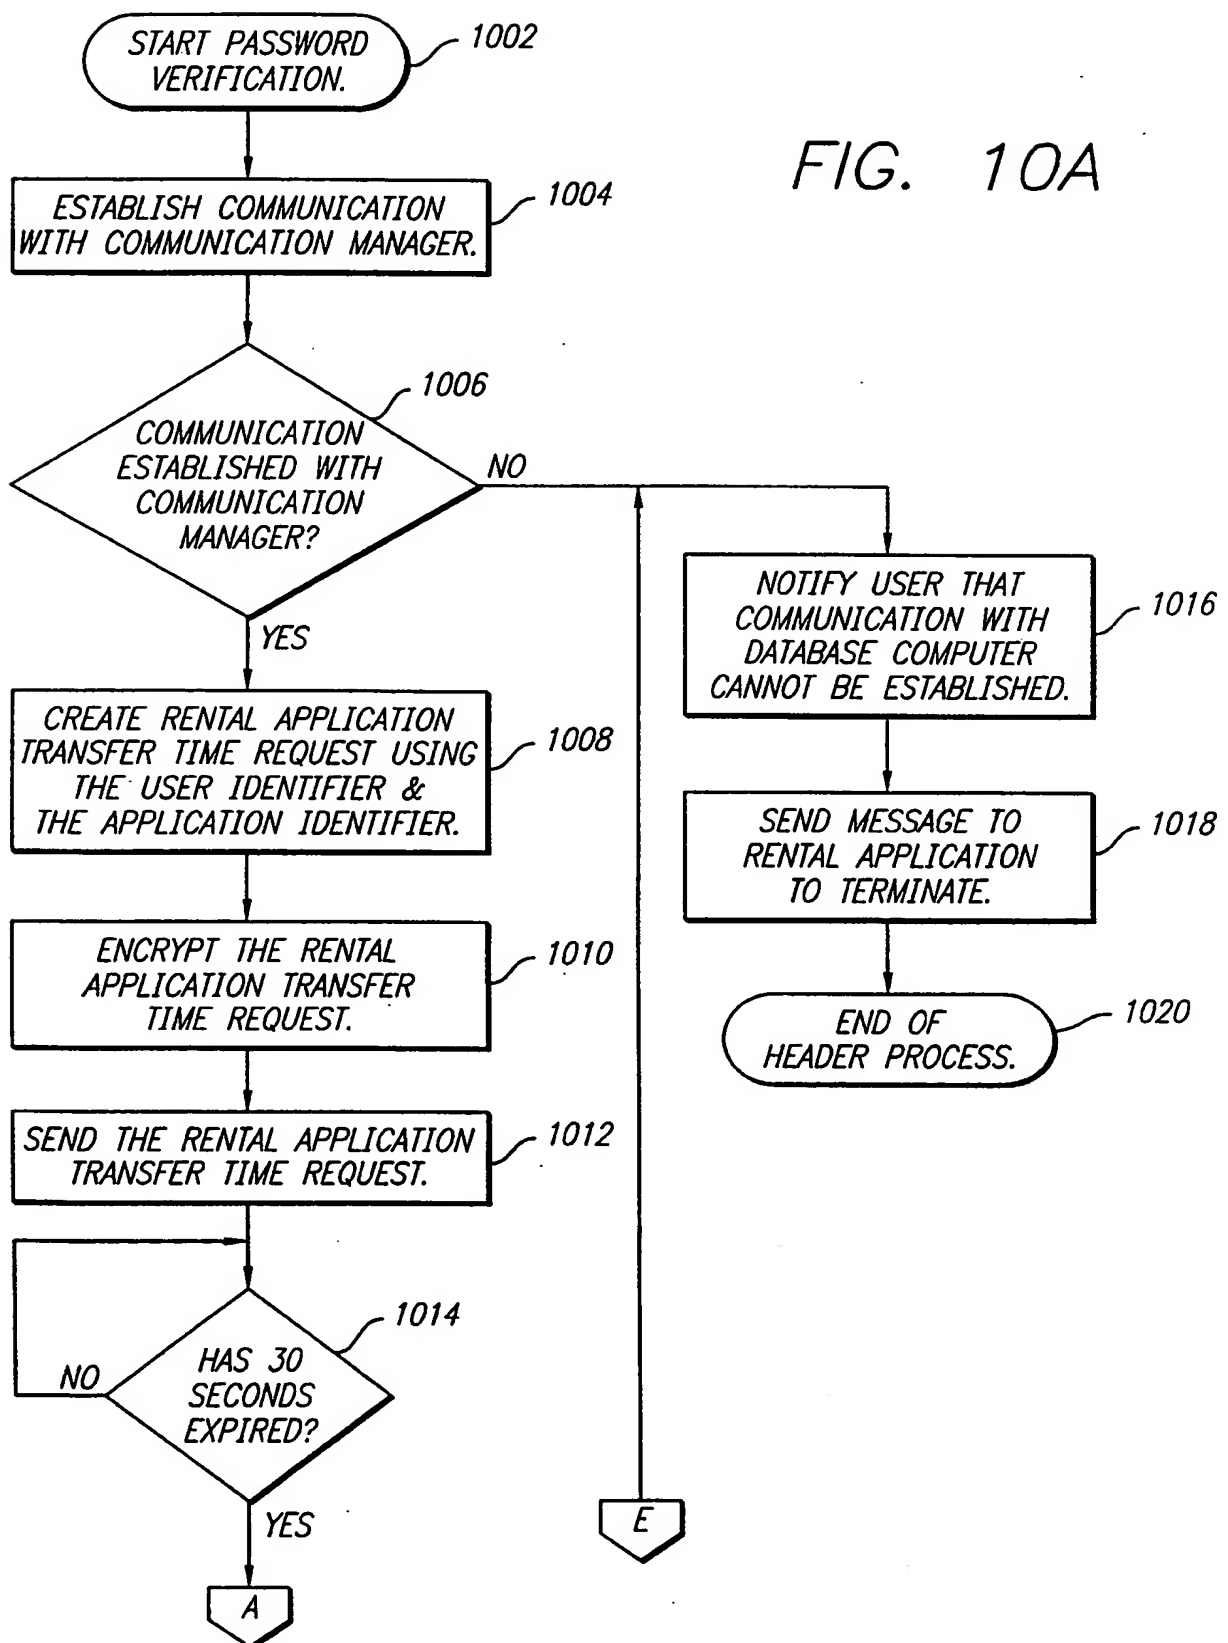 START PASSWORD
VERIFICATION.
1002
FIG. 10A
ESTABLISH COMMUNICATION
WITH COMMUNICATION MANAGER.
1004
COMMUNICATION
ESTABLISHED WITH
COMMUNICATION
MANAGER?
1006
NO
YES
NOTIFY USER THAT
COMMUNICATION WITH
DATABASE COMPUTER
CANNOT BE ESTABLISHED.
1016
CREATE RENTAL APPLICATION
TRANSFER TIME REQUEST USING
THE USER IDENTIFIER &
THE APPLICATION IDENTIFIER.
1008
SEND MESSAGE TO
RENTAL APPLICATION
TO TERMINATE.
1018
ENCRYPT THE RENTAL
APPLICATION TRANSFER
TIME REQUEST.
1010
END OF
HEADER PROCESS.
1020
SEND THE RENTAL APPLICATION
TRANSFER TIME REQUEST.
1012
HAS 30
SECONDS
EXPIRED?
1014
NO
YES
E
A